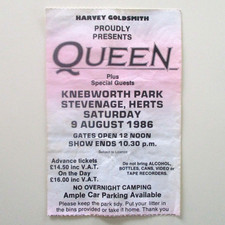 HARVEY GOLDSMITH
PROUDLY
PRESENTS
QUEEN
Plus
Special Guests
KNEBWORTH PARK
STEVENAGE, HERTS
SATURDAY
9 AUGUST 1986
GATES OPEN 12 NOON
SHOW ENDS 10.30 p.m.
Subject to Licence
Advance tickets
£14.50 inc V.A.T.
On the Day
£16.00 inc V.A.T.
Do not bring ALCOHOL,
BOTTLES, CANS, VIDEO or
TAPE RECORDERS.
NO OVERNIGHT CAMPING
Ample Car Parking Available
Please keep the park tidy. Put your litter in
the bins provided or take it home. Thank you